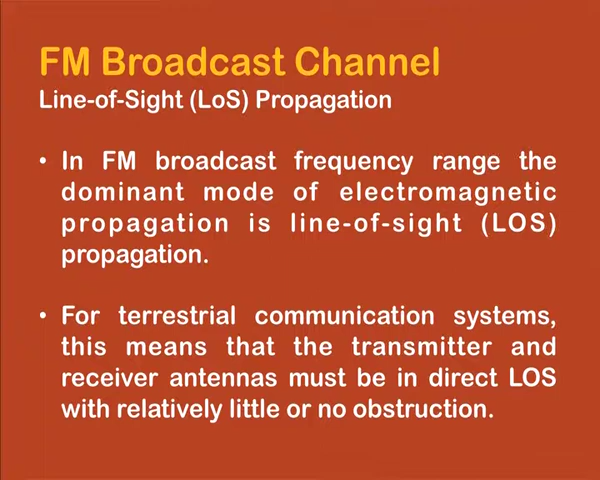 FM Broadcast Channel
Line-of-Sight (LoS) Propagation
• In FM broadcast frequency range the
dominant mode of electromagnetic
propagation is line-of-sight (LOS)
propagation.
• For terrestrial communication systems,
this means that the transmitter and
receiver antennas must be in direct LOS
with relatively little or no obstruction.